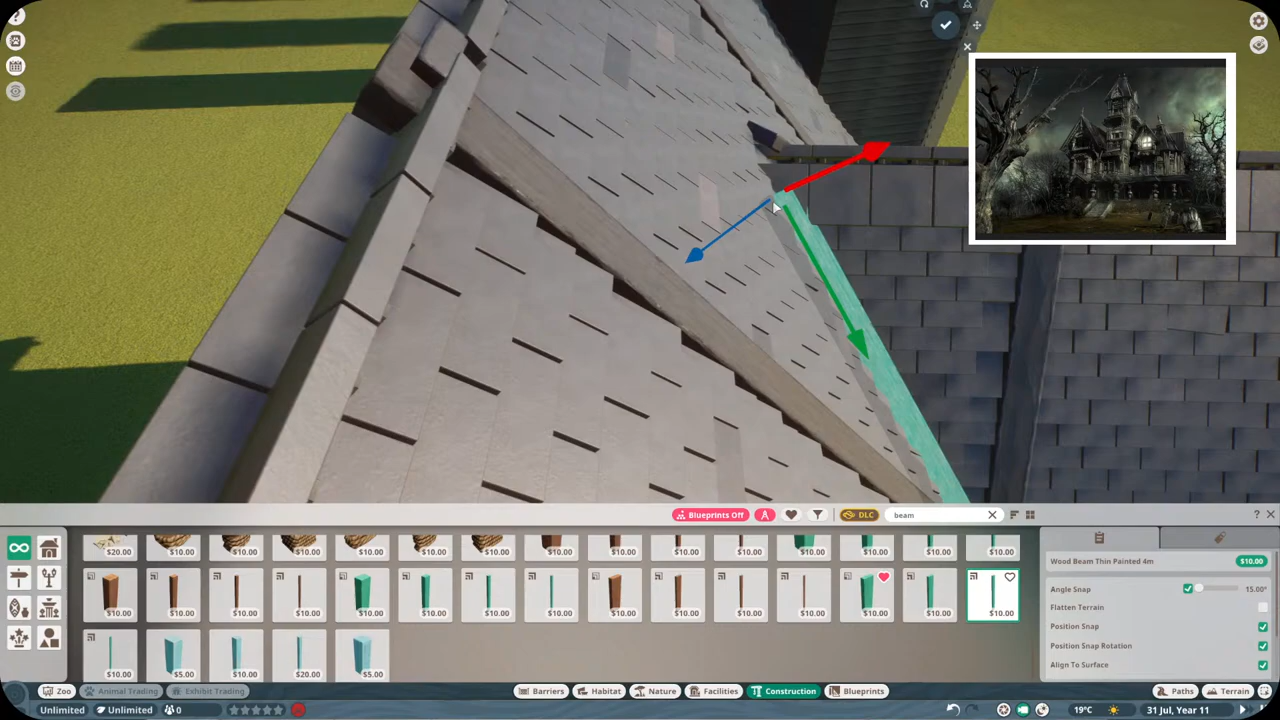 Blueprints Off
DLC
beam
?
$20.00 $10.00 $10.00 $10.00 $10.00 $10.00 $10.00 $10.00 $10.00 $10.00 $10.00 $10.00 $10.00 $10.00 $10.00
$10.00 $10.00 $10.00 $10.00 $10.00 $10.00 $10.00 $10.00 $10.00 $10.00 $10.00 $10.00 $10.00 $10.00 $10.00
$10.00 $5.00 $10.00 $20.00 $5.00
Wood Beam Thin Painted 4m $10.00
Angle Snap 15.00°
Flatten Terrain
Position Snap
Position Snap Rotation
Align To Surface
Zoo Animal Trading Exhibit Trading Barriers Habitat Nature Facilities Construction Blueprints Paths Terrain
Unlimited Unlimited 0 19°C 31 Jul, Year 11